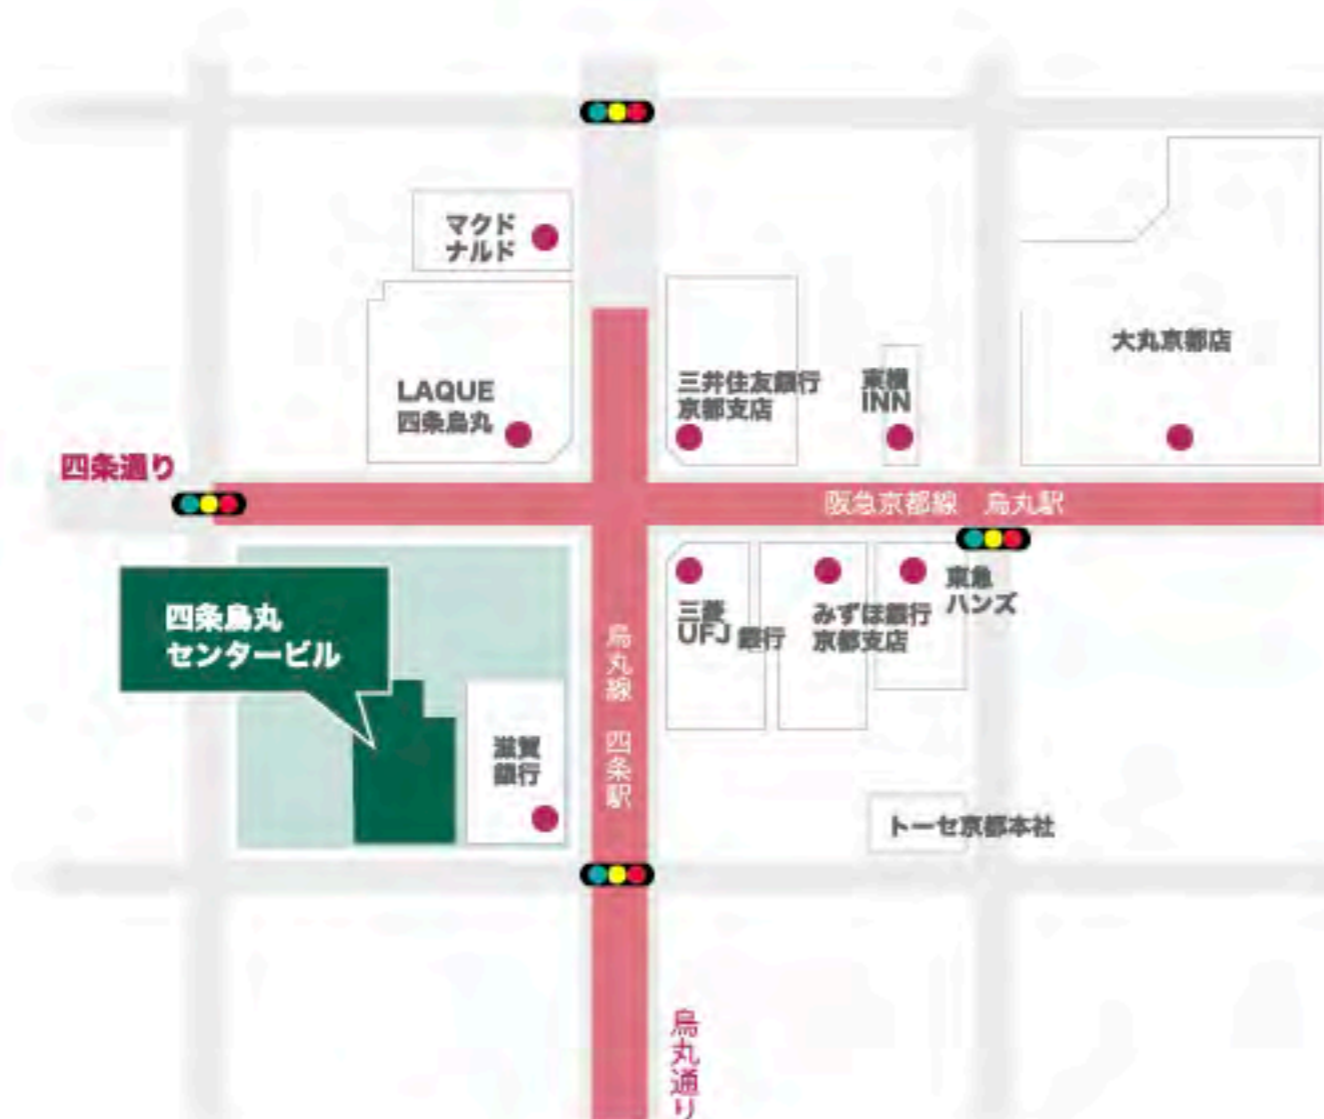 マクド
ナルド
LAQUE
四条烏丸
三井住友銀行
京都支店
東横
INN
大丸京都店
四条通り
阪急京都線　烏丸駅
四条烏丸
センタービル
滋賀
銀行
烏丸線　四条駅
三菱
UFJ 銀行
みずほ銀行
京都支店
東急
ハンズ
トーセ京都本社
烏丸通り